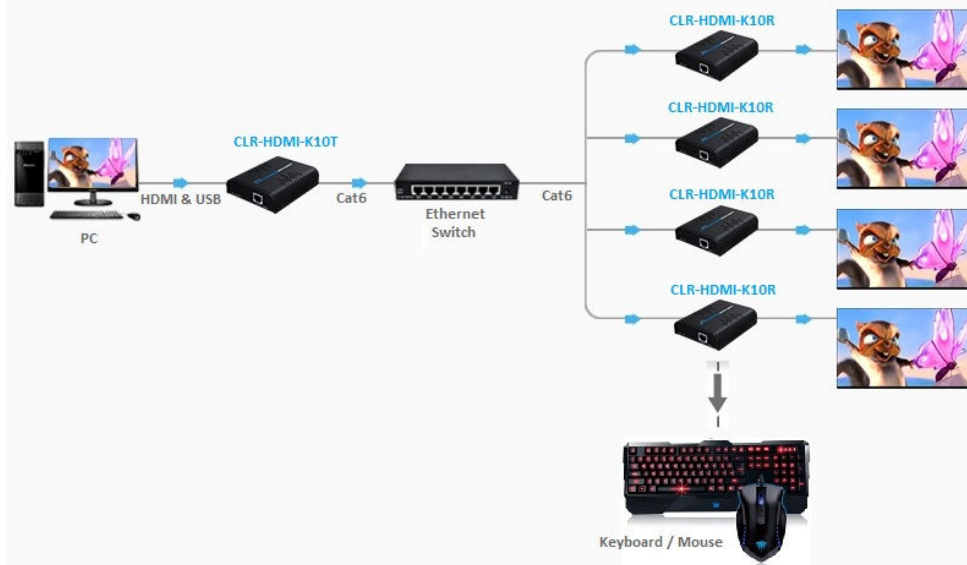 CLR-HDMI-K10R
CLR-HDMI-K10R
CLR-HDMI-K10T
HDMI & USB
Cat6
Cat6
Ethernet
Switch
PC
CLR-HDMI-K10R
CLR-HDMI-K10R
Keyboard / Mouse